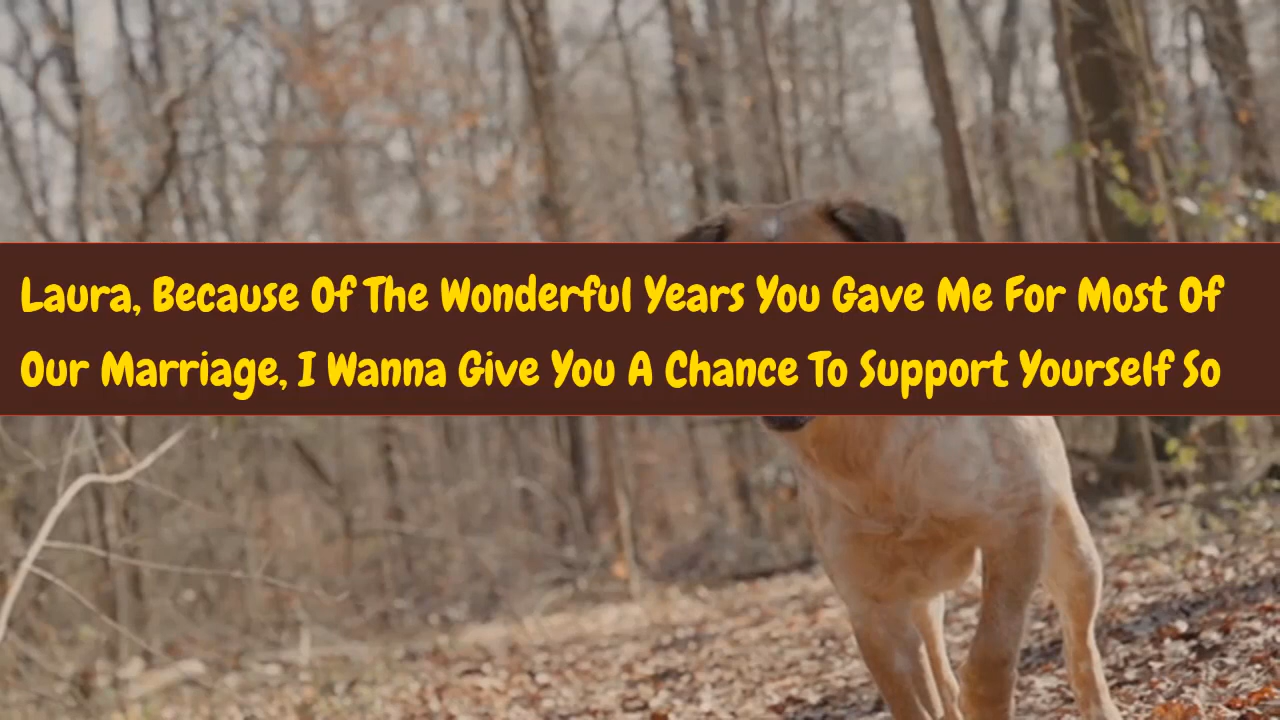 Laura, Because Of The Wonderful Years You Gave Me For Most Of
Our Marriage, I Wanna Give You A Chance To Support Yourself So